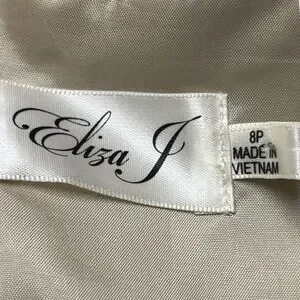 Eliza J
8P
MADE IN
VIETNAM